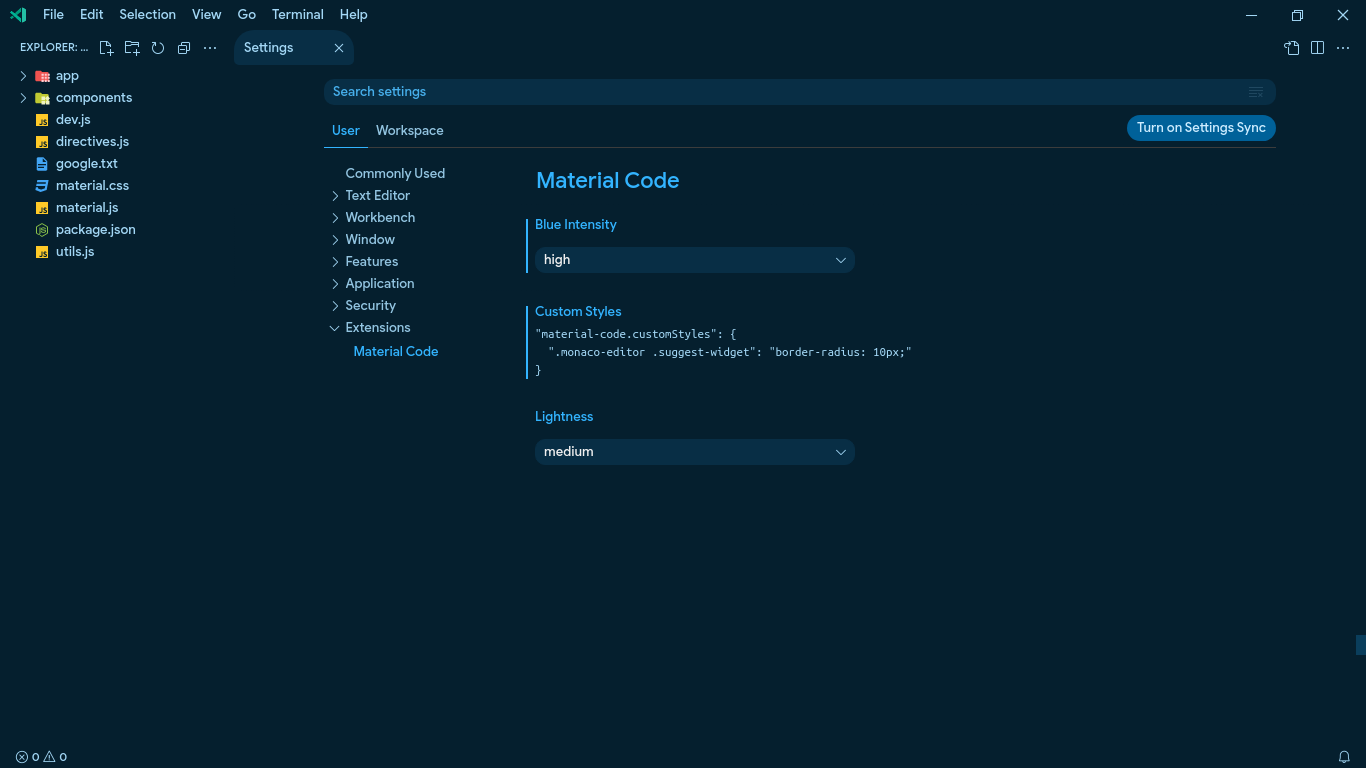 File Edit Selection View Go Terminal Help
EXPLORER: ...
Settings
app
components
dev.js
directives.js
google.txt
material.css
material.js
package.json
utils.js
Search settings
User Workspace
Turn on Settings Sync
Commonly Used
Text Editor
Workbench
Window
Features
Application
Security
Extensions
Material Code
Material Code
Blue Intensity
high
Custom Styles
"material-code.customStyles": {
".monaco-editor .suggest-widget": "border-radius: 10px;"
}
Lightness
medium
0 0